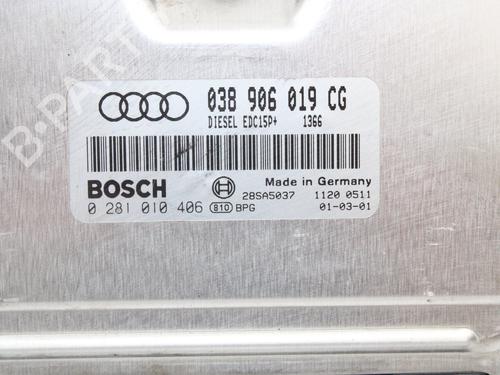 B-PARTS
038 906 019 CG
DIESEL EDC15P+ 1366
BOSCH
Made in Germany
28SA5037 1120 0511
0 281 010 406 810 BPG 01-03-01